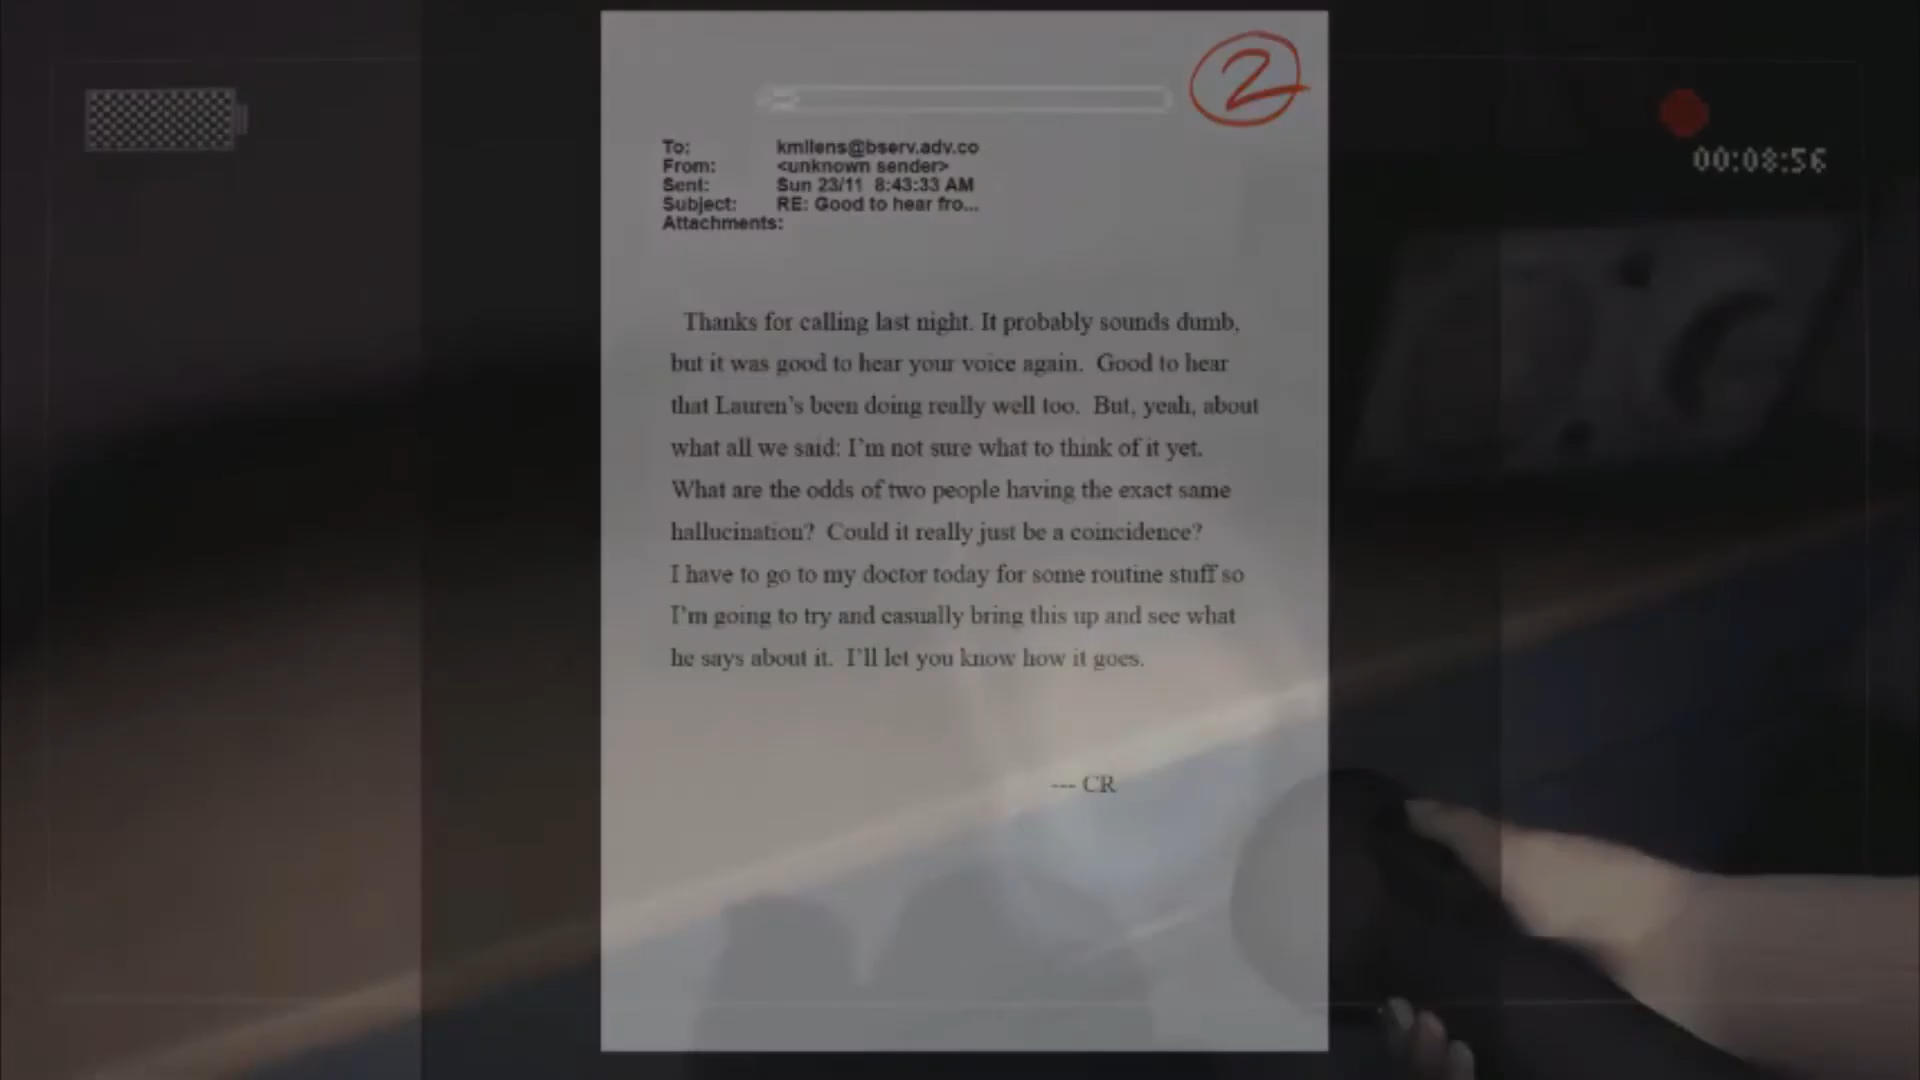 2
00:08:56
To: kmllens@bserv.adv.co
From: <unknown sender>
Sent: Sun 23/11 8:43:33 AM
Subject: RE: Good to hear fro...
Attachments:
Thanks for calling last night. It probably sounds dumb,
but it was good to hear your voice again. Good to hear
that Lauren's been doing really well too. But, yeah, about
what all we said: I'm not sure what to think of it yet.
What are the odds of two people having the exact same
hallucination? Could it really just be a coincidence?
I have to go to my doctor today for some routine stuff so
I'm going to try and casually bring this up and see what
he says about it. I'll let you know how it goes.
--- CR